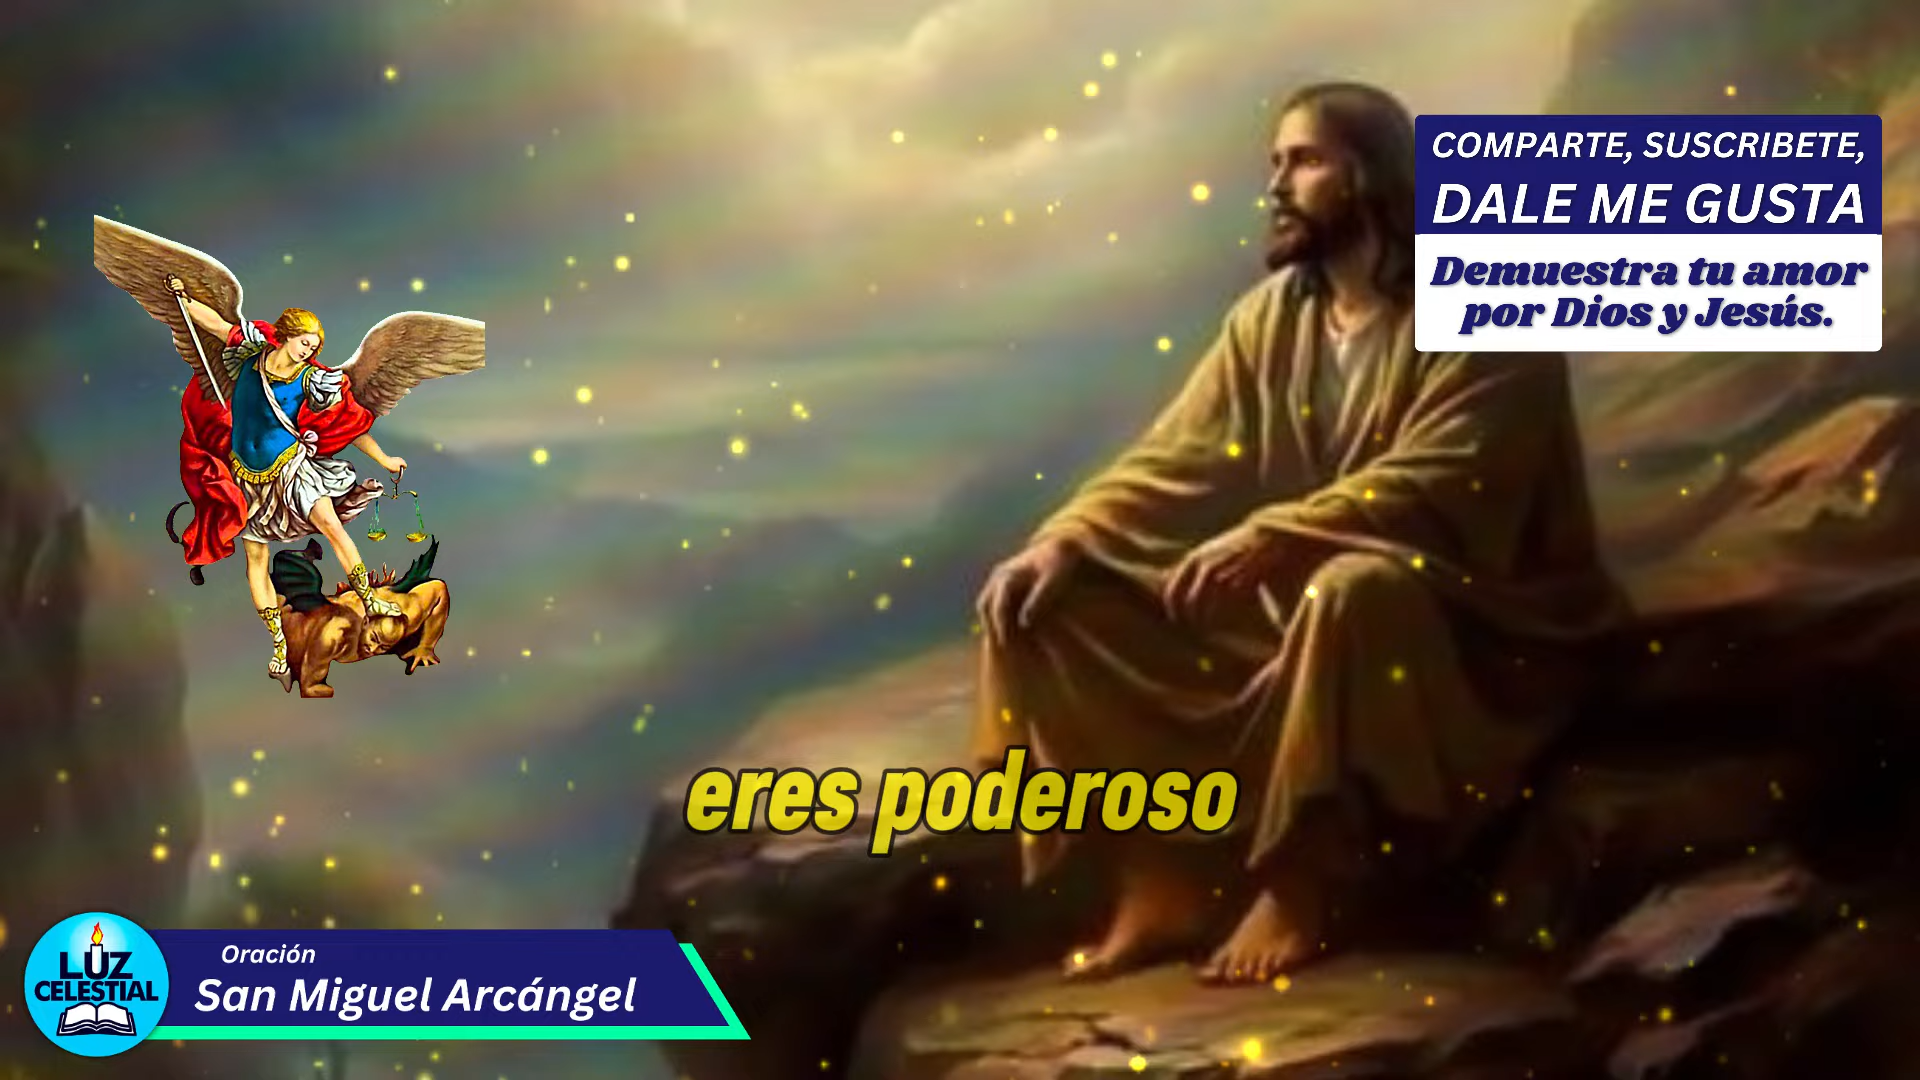 COMPARTE, SUSCRIBETE,
DALE ME GUSTA
Demuestra tu amor
por Dios y Jesús.
eres poderoso
LUZ
CELESTIAL
Oración
San Miguel Arcángel